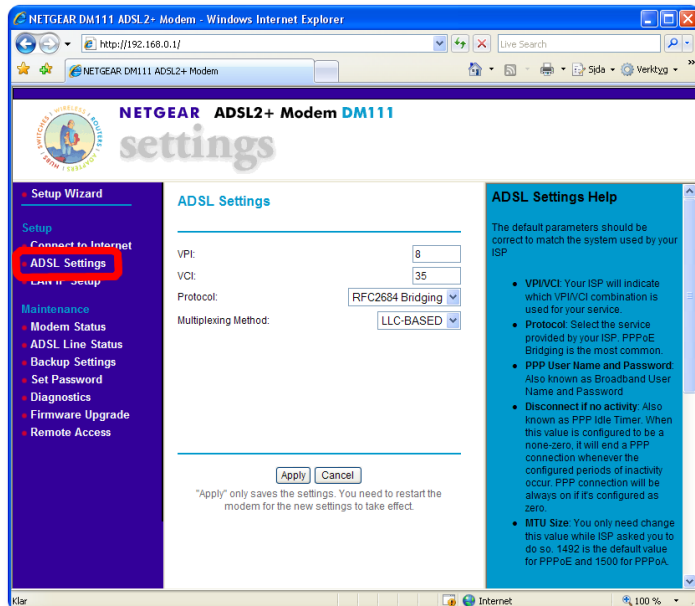 NETGEAR DM111 ADSL2+ Modem - Windows Internet Explorer
http://192.168.0.1/
Live Search
NETGEAR DM111 ADSL2+ Modem
Sida
Verktyg
»
NETGEAR ADSL2+ Modem DM111
settings
SWITCHES | WIRELESS | ROUTERS | ADAPTERS | HUBS |
Setup Wizard
Setup
Connect to Internet
ADSL Settings
LAN IP Setup
Maintenance
Modem Status
ADSL Line Status
Backup Settings
Set Password
Diagnostics
Firmware Upgrade
Remote Access
ADSL Settings
VPI:
8
VCI:
35
Protocol:
RFC2684 Bridging
Multiplexing Method:
LLC-BASED
Apply
Cancel
"Apply" only saves the settings. You need to restart the
modem for the new settings to take effect.
ADSL Settings Help
The default parameters should be
correct to match the system used by your
ISP
VPI/VCI: Your ISP will indicate
which VPI/VCI combination is
used for your service.
Protocol: Select the service
provided by your ISP. PPPoE
Bridging is the most common.
PPP User Name and Password:
Also known as Broadband User
Name and Password
Disconnect if no activity: Also
known as PPP Idle Timer. When
this value is configured to be a
none-zero, it will end a PPP
connection whenever the
configured periods of inactivity
occur. PPP connection will be
always on if it's configured as
zero.
MTU Size: You only need change
this value while ISP asked you to
do so. 1492 is the default value
for PPPoE and 1500 for PPPoA.
Klar
Internet
100 %